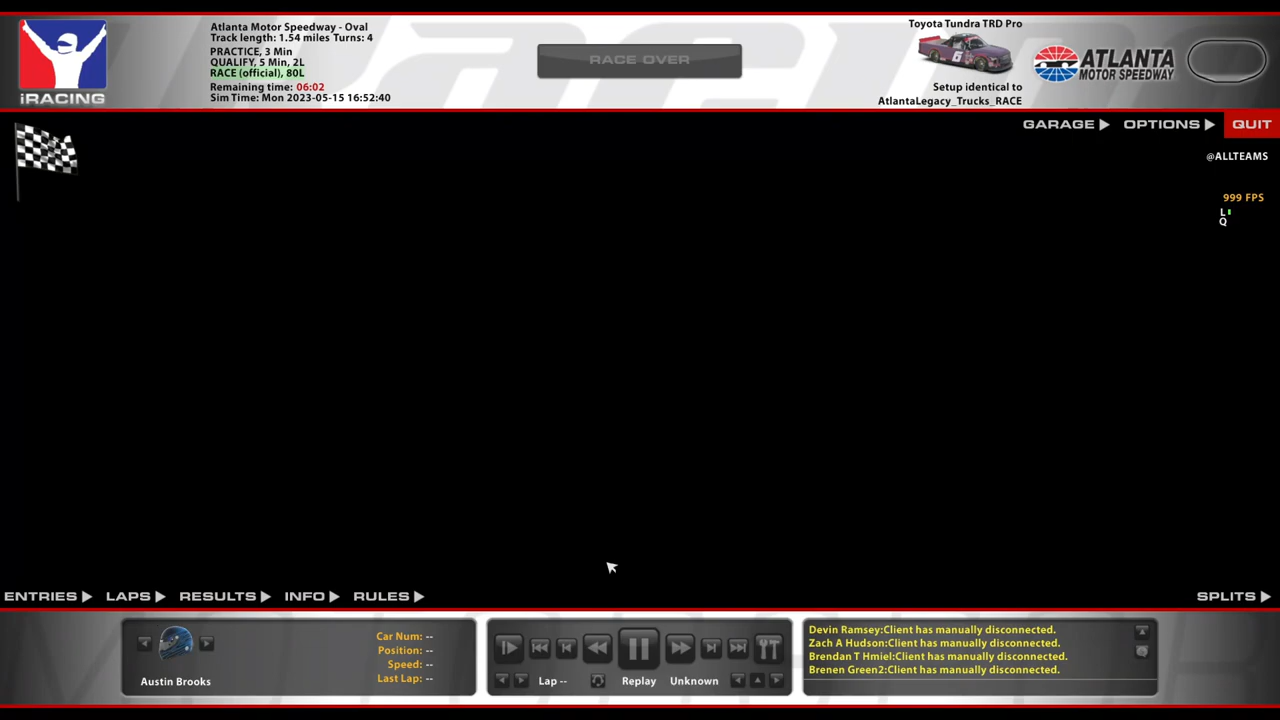 iRACING
Atlanta Motor Speedway - Oval
Track length: 1.54 miles Turns: 4
PRACTICE, 3 Min
QUALIFY, 5 Min, 2L
RACE (official), 80L
Remaining time: 06:02
Sim Time: Mon 2023-05-15 16:52:40
RACE OVER
Toyota Tundra TRD Pro
6
Setup identical to
AtlantaLegacy_Trucks_RACE
ATLANTA
MOTOR SPEEDWAY
GARAGE
OPTIONS
QUIT
@ALLTEAMS
999 FPS
L
Q
ENTRIES
LAPS
RESULTS
INFO
RULES
SPLITS
Austin Brooks
Car Num: --
Position: --
Speed: --
Last Lap: --
Lap --
Replay
Unknown
Devin Ramsey:Client has manually disconnected.
Zach A Hudson:Client has manually disconnected.
Brendan T Hmiel:Client has manually disconnected.
Brenen Green2:Client has manually disconnected.